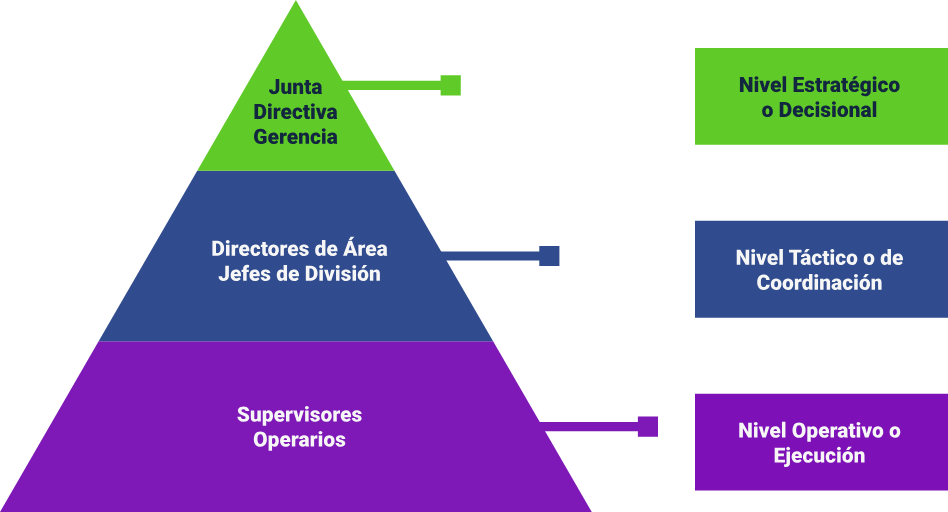 Junta
Directiva
Gerencia
Nivel Estratégico
o Decisional
Directores de Área
Jefes de División
Nivel Táctico o de
Coordinación
Supervisores
Operarios
Nivel Operativo o
Ejecución